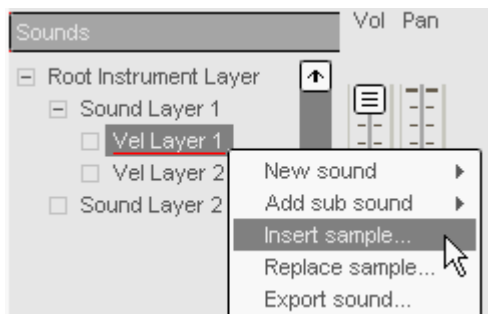 Sounds
Vol Pan
Root Instrument Layer
Sound Layer 1
Vel Layer 1
Vel Layer 2
Sound Layer 2
New sound
Add sub sound
Insert sample...
Replace sample...
Export sound...